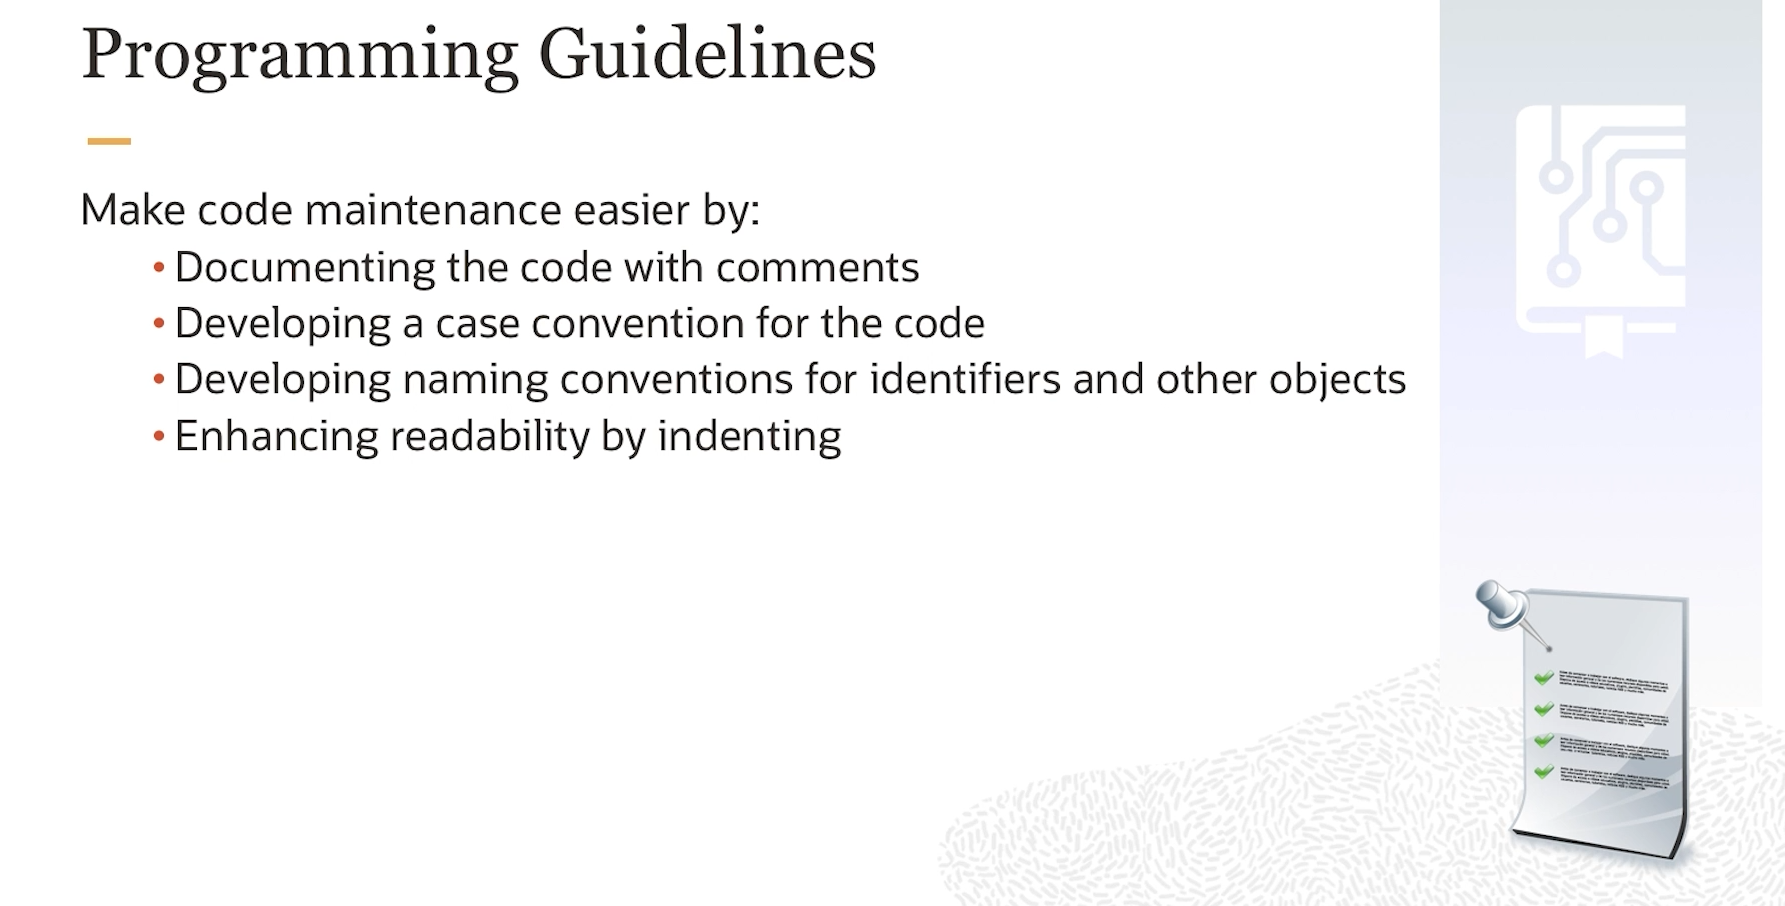 Programming Guidelines
Make code maintenance easier by:
• Documenting the code with comments
• Developing a case convention for the code
• Developing naming conventions for identifiers and other objects
• Enhancing readability by indenting